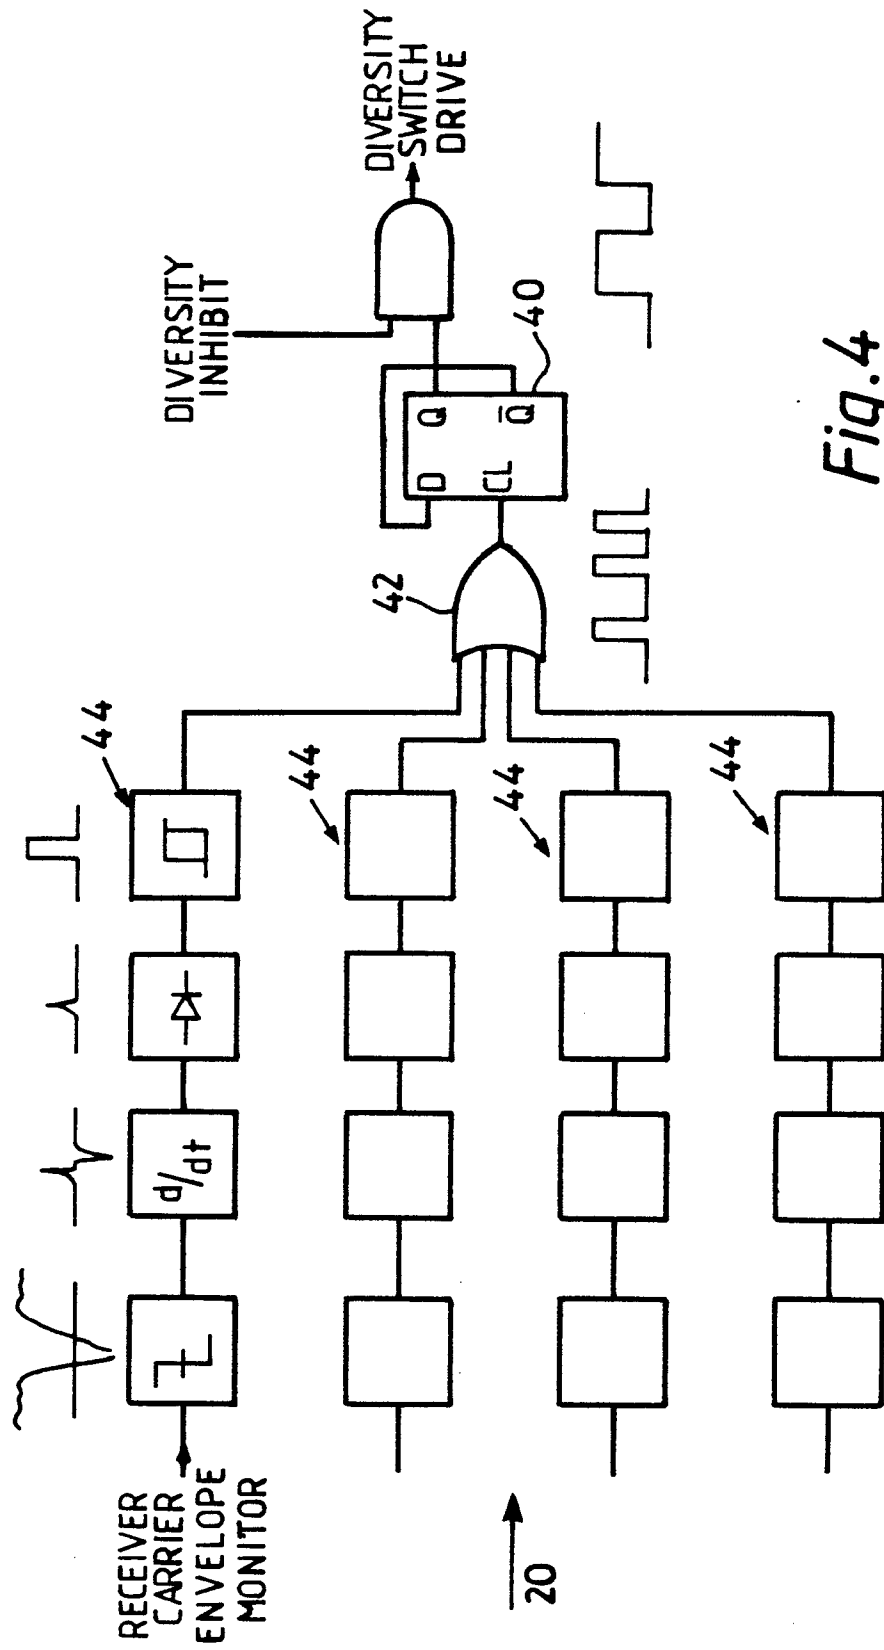 RECEIVER
CARRIER
ENVELOPE
MONITOR
20
d/dt
44
44
44
44
42
D Q
CL Q̅
40
DIVERSITY
INHIBIT
DIVERSITY
SWITCH
DRIVE
Fig.4